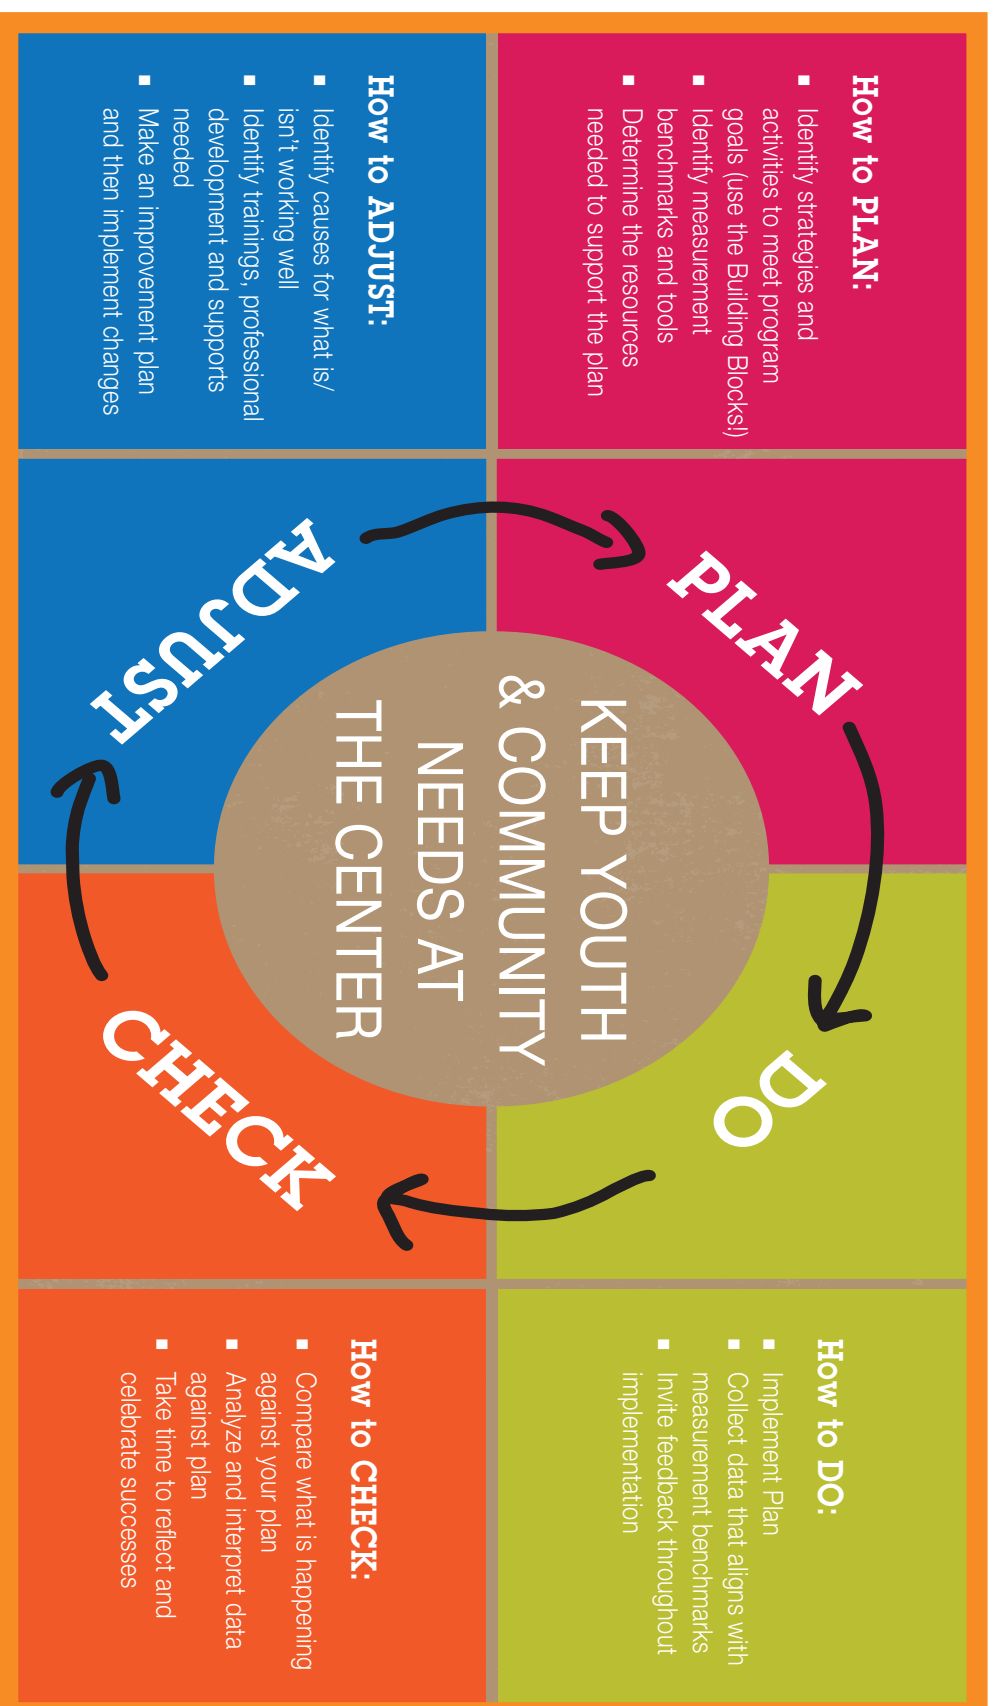 How to PLAN:
▪ Identify strategies and
activities to meet program
goals (use the Building Blocks!)
▪ Identify measurement
benchmarks and tools
▪ Determine the resources
needed to support the plan
PLAN
DO
How to DO:
▪ Implement Plan
▪ Collect data that aligns with
measurement benchmarks
▪ Invite feedback throughout
implementation
KEEP YOUTH
& COMMUNITY
NEEDS AT
THE CENTER
How to ADJUST:
▪ Identify causes for what is/
isn't working well
▪ Identify trainings, professional
development and supports
needed
▪ Make an improvement plan
and then implement changes
ADJUST
CHECK
How to CHECK:
▪ Compare what is happening
against your plan
▪ Analyze and interpret data
against plan
▪ Take time to reflect and
celebrate successes